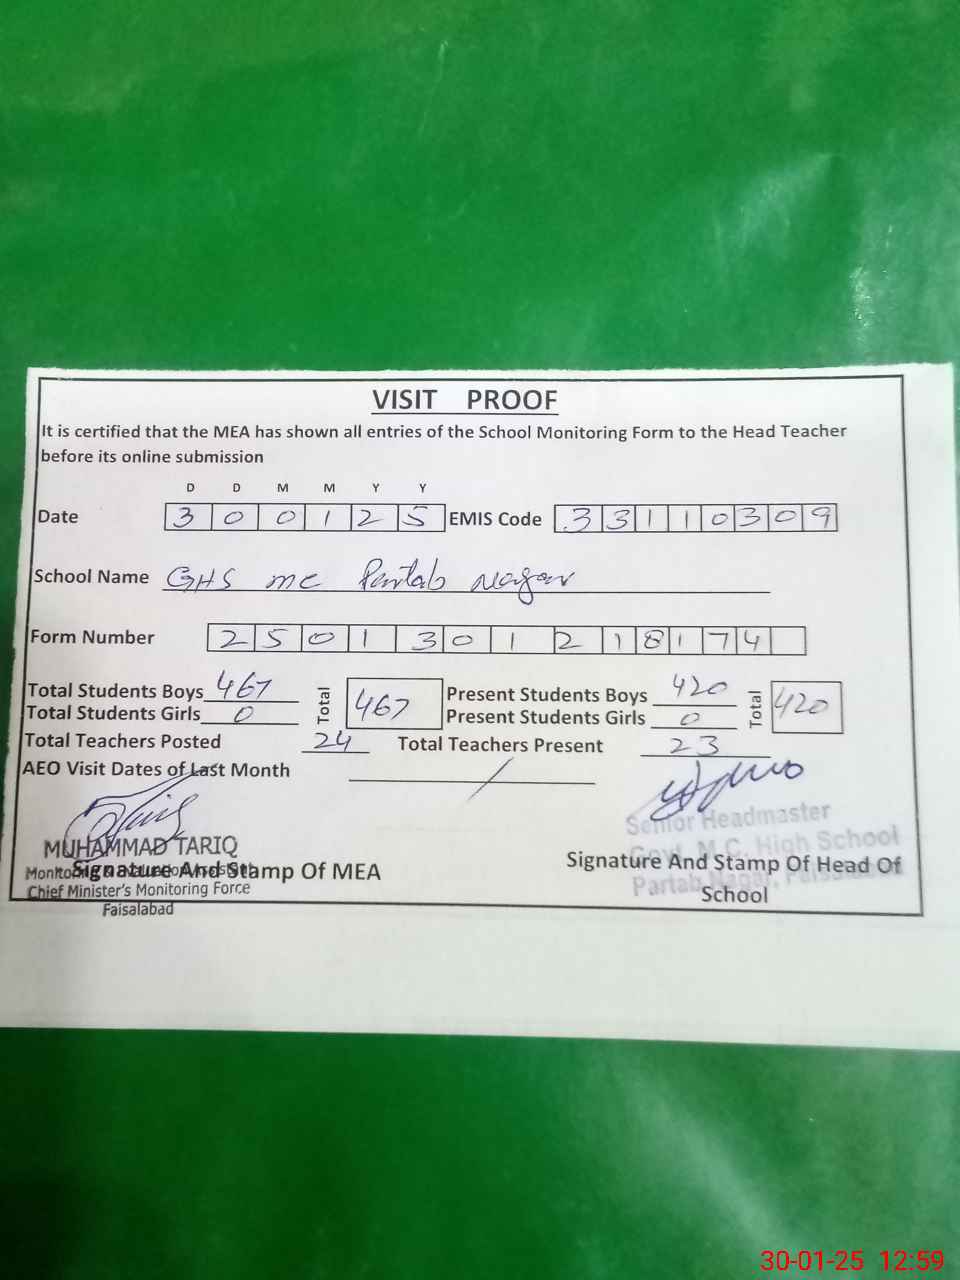 VISIT PROOF
It is certified that the MEA has shown all entries of the School Monitoring Form to the Head Teacher
before its online submission
D D M M Y Y
Date 3 0 0 1 2 5 EMIS Code 3 3 1 1 0 3 0 9
School Name GHS mc Partab Nagar
Form Number 2 5 0 1 3 0 1 2 1 8 1 7 4
Total Students Boys 467 Total 467 Present Students Boys 420 Total 420
Total Students Girls 0 Present Students Girls 0
Total Teachers Posted 24 Total Teachers Present 23
AEO Visit Dates of Last Month /
Senior Headmaster
MUHAMMAD TARIQ Govt. M.C. High School
Signature And Stamp Of MEA Signature And Stamp Of Head Of
Chief Minister's Monitoring Force Partab Nagar, Faisalabad
School
Faisalabad
30-01-25 12:59